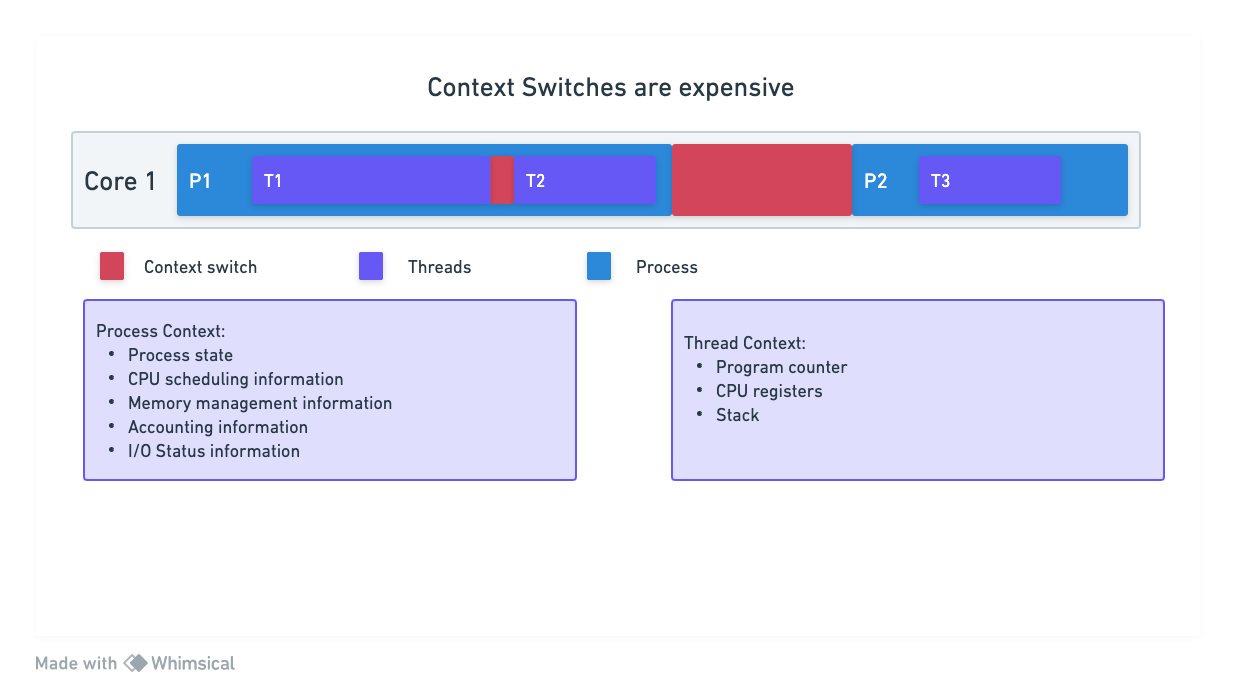 Context Switches are expensive
Core 1 P1 T1 T2 P2 T3
Context switch Threads Process
Process Context:
• Process state
• CPU scheduling information
• Memory management information
• Accounting information
• I/O Status information
Thread Context:
• Program counter
• CPU registers
• Stack
Made with Whimsical